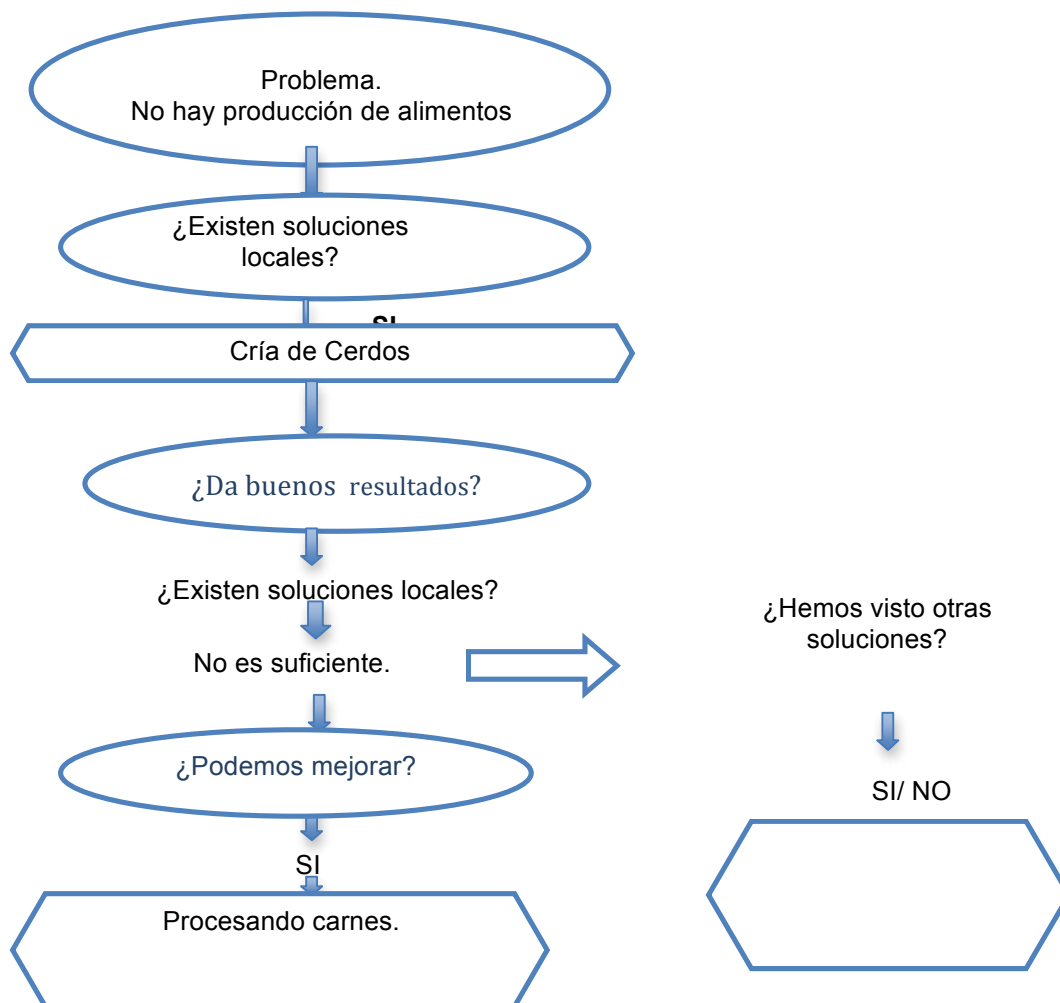 Problema.
No hay producción de alimentos
¿Existen soluciones
locales?
SI
Cría de Cerdos
¿Da buenos resultados?
¿Existen soluciones locales?
No es suficiente.
¿Podemos mejorar?
SI
Procesando carnes.
¿Hemos visto otras
soluciones?
SI/ NO